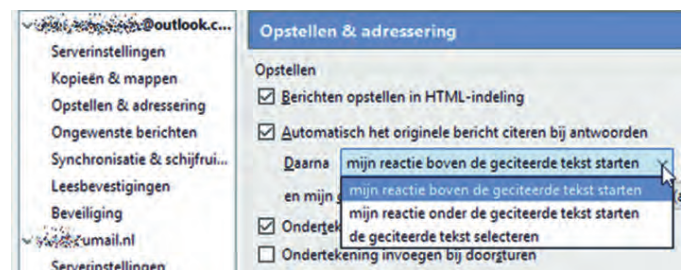 @outlook.c...
Serverinstellingen
Kopieën & mappen
Opstellen & adressering
Ongewenste berichten
Synchronisatie & schijfrui...
Leesbevestigingen
Beveiliging
umail.nl
Serverinstellingen
Opstellen & adressering
Opstellen
Berichten opstellen in HTML-indeling
Automatisch het originele bericht citeren bij antwoorden
Daarna mijn reactie boven de geciteerde tekst starten
en mijn
mijn reactie boven de geciteerde tekst starten
mijn reactie onder de geciteerde tekst starten
de geciteerde tekst selecteren
Ondertek
Ondertekening invoegen bij doorsturen